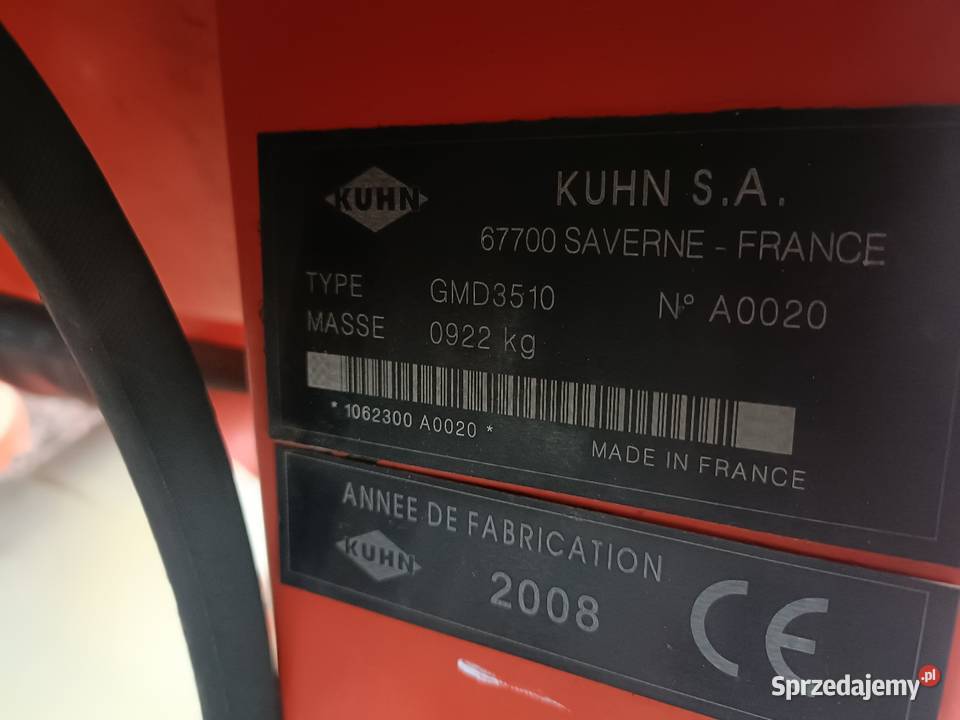 KUHN
KUHN S.A.
67700 SAVERNE - FRANCE
TYPE GMD3510 N° A0020
MASSE 0922 kg
* 1062300 A0020 *
MADE IN FRANCE
ANNEE DE FABRICATION
KUHN
2008
CE
Sprzedajemy.pl